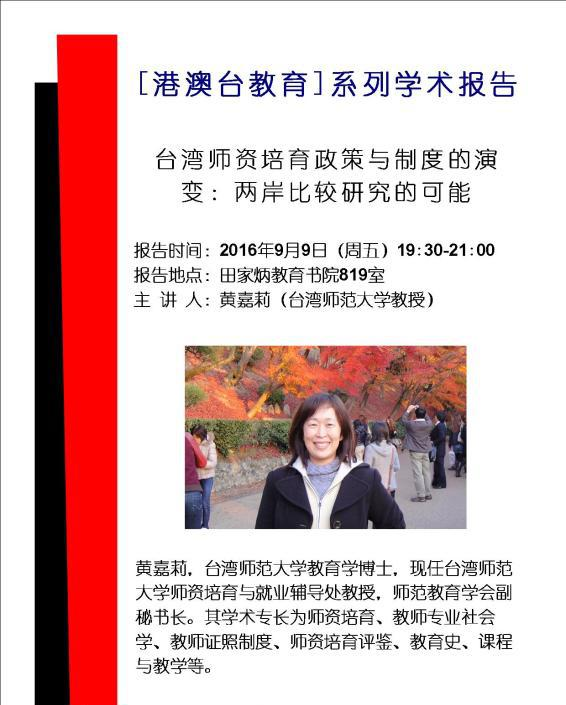 [港澳台教育]系列学术报告
台湾师资培育政策与制度的演
变：两岸比较研究的可能
报告时间：2016年9月9日（周五）19:30-21:00
报告地点：田家炳教育书院819室
主 讲 人：黄嘉莉（台湾师范大学教授）
黄嘉莉，台湾师范大学教育学博士，现任台湾师范
大学师资培育与就业辅导处教授，师范教育学会副
秘书长。其学术专长为师资培育、教师专业社会
学、教师证照制度、师资培育评鉴、教育史、课程
与教学等。